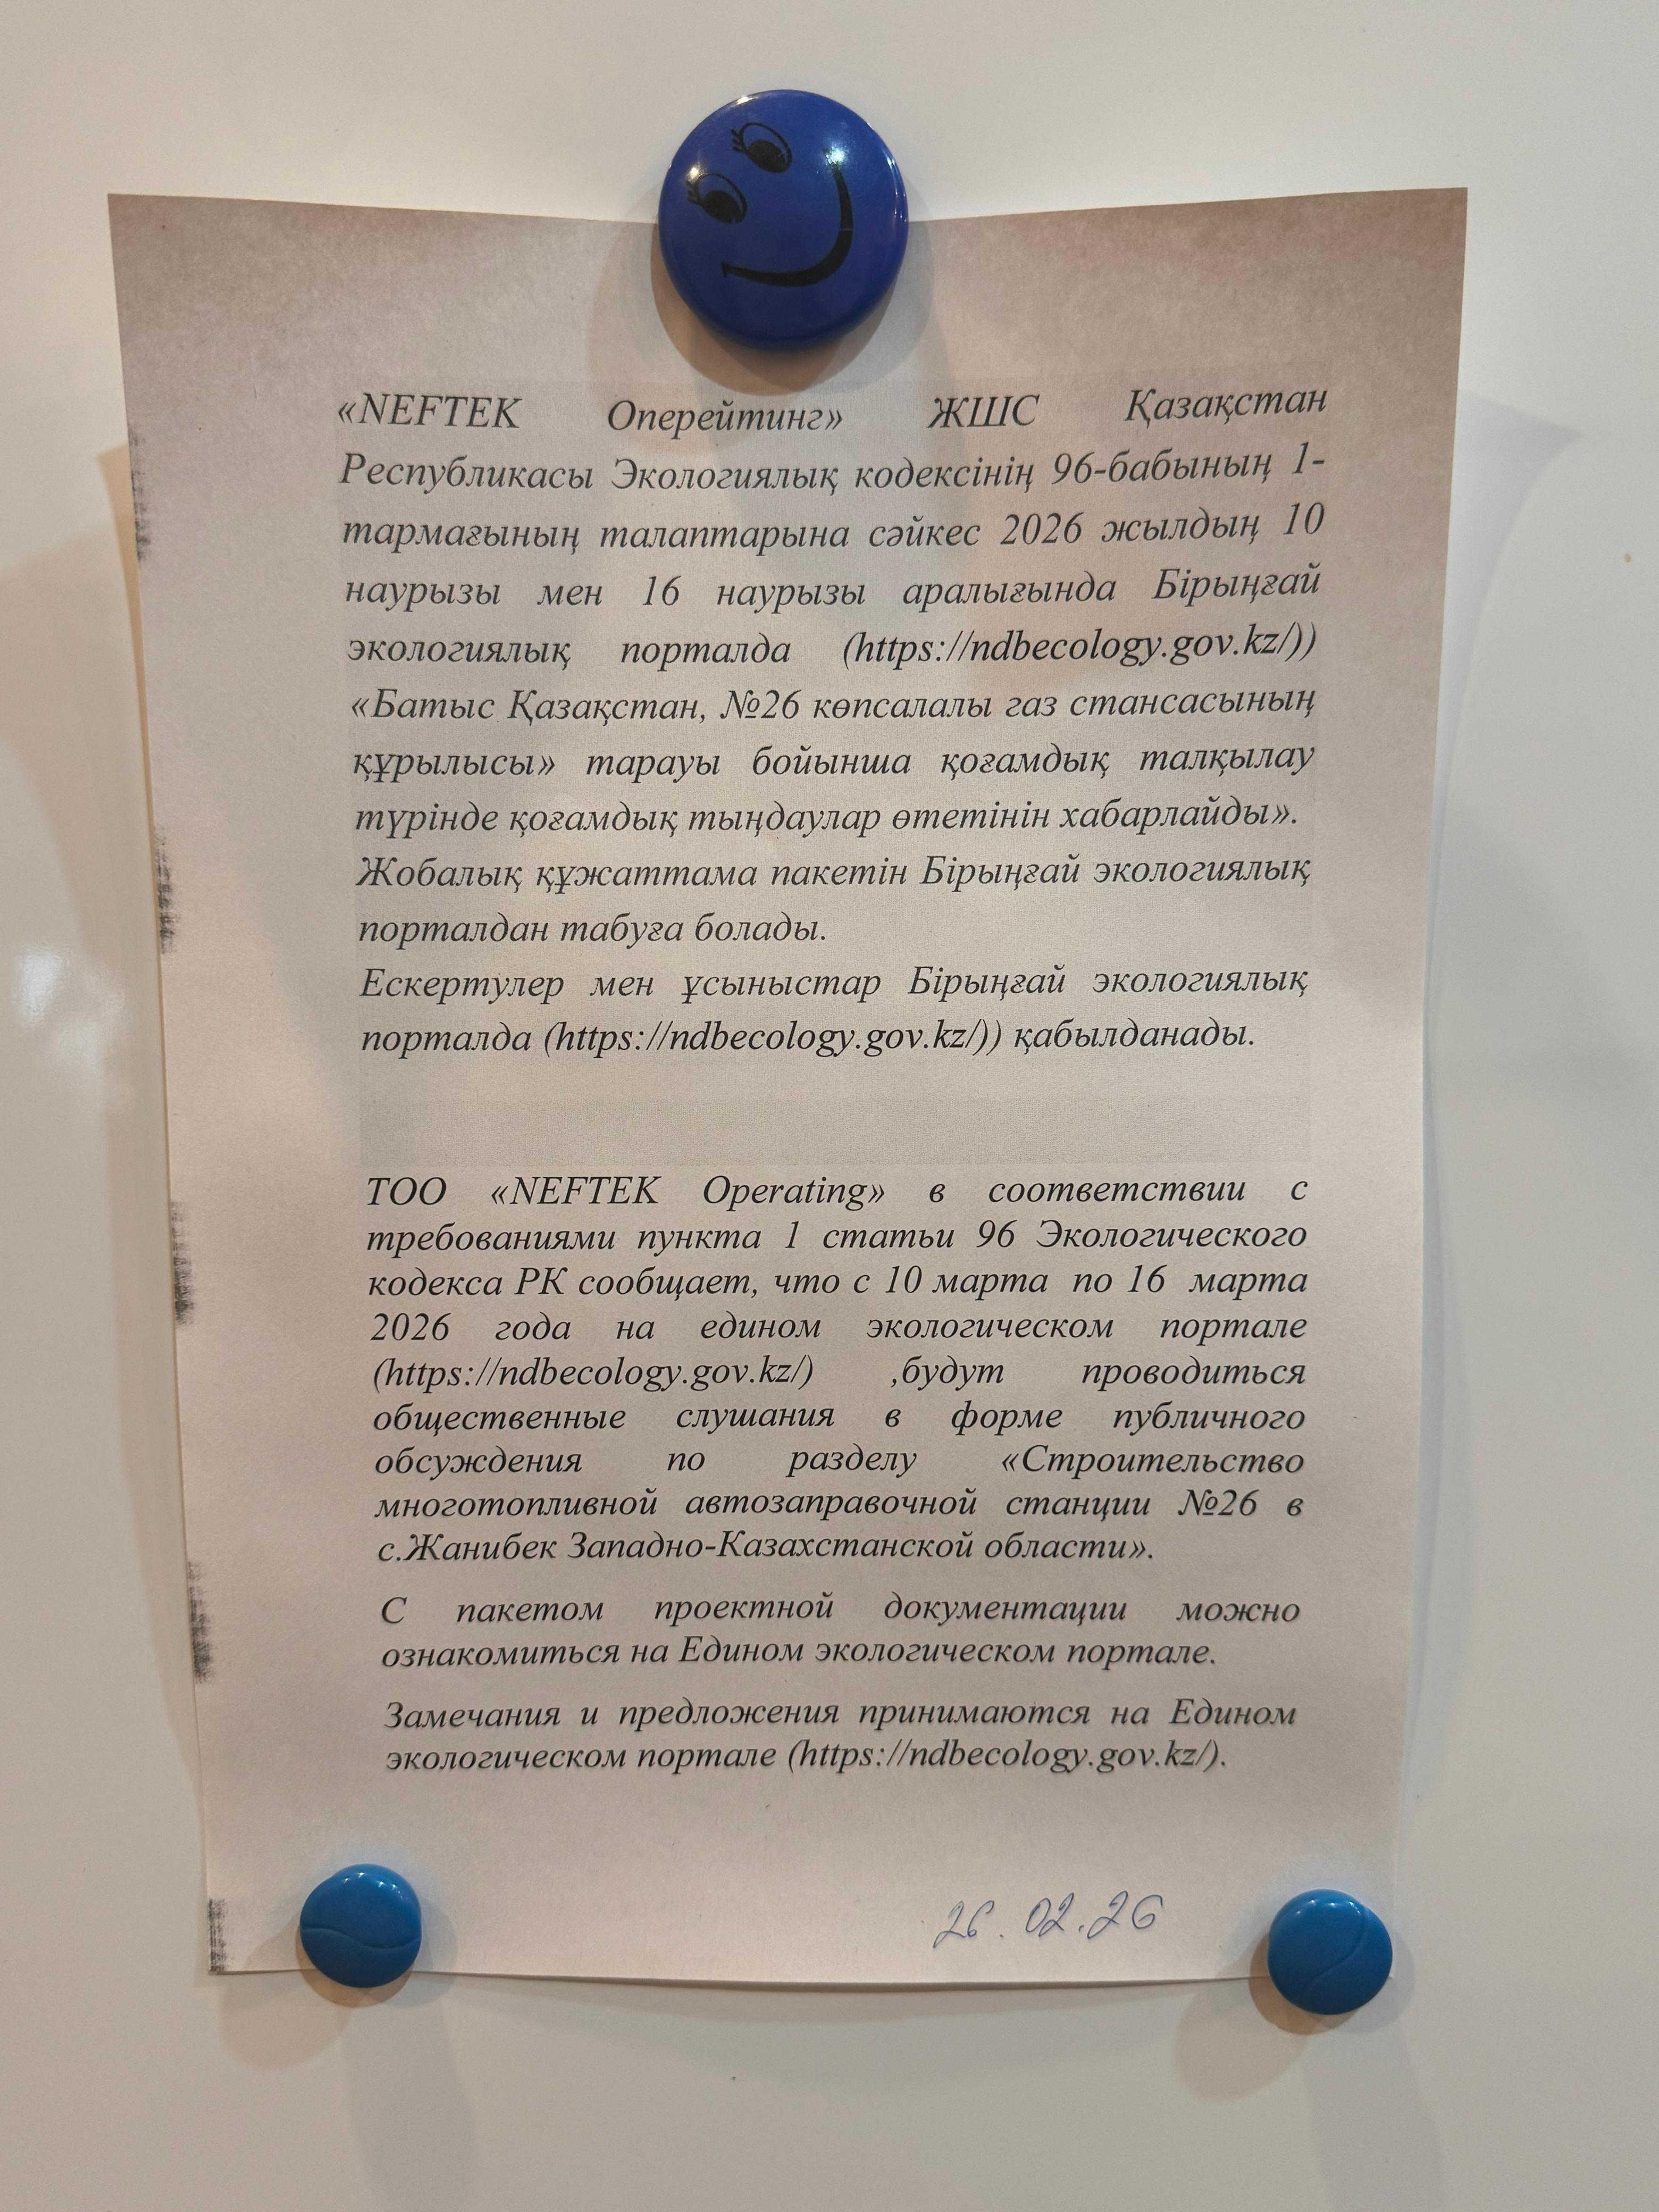 «NEFTEK Оперейтинг» ЖШС Қазақстан
Республикасы Экологиялық кодексінің 96-бабының 1-
тармағының талаптарына сәйкес 2026 жылдың 10
наурызы мен 16 наурызы аралығында Бірыңғай
экологиялық порталда (https://ndbecology.gov.kz/))
«Батыс Қазақстан, №26 көпсалалы газ стансасының
құрылысы» тарауы бойынша қоғамдық талқылау
түрінде қоғамдық тыңдаулар өтетінін хабарлайды».
Жобалық құжаттама пакетін Бірыңғай экологиялық
порталдан табуға болады.
Ескертулер мен ұсыныстар Бірыңғай экологиялық
порталда (https://ndbecology.gov.kz/)) қабылданады.
ТОО «NEFTEK Operating» в соответствии с
требованиями пункта 1 статьи 96 Экологического
кодекса РК сообщает, что с 10 марта по 16 марта
2026 года на едином экологическом портале
(https://ndbecology.gov.kz/) ,будут проводиться
общественные слушания в форме публичного
обсуждения по разделу «Строительство
многотопливной автозаправочной станции №26 в
с.Жанибек Западно-Казахстанской области».
С пакетом проектной документации можно
ознакомиться на Едином экологическом портале.
Замечания и предложения принимаются на Едином
экологическом портале (https://ndbecology.gov.kz/).
26.02.26